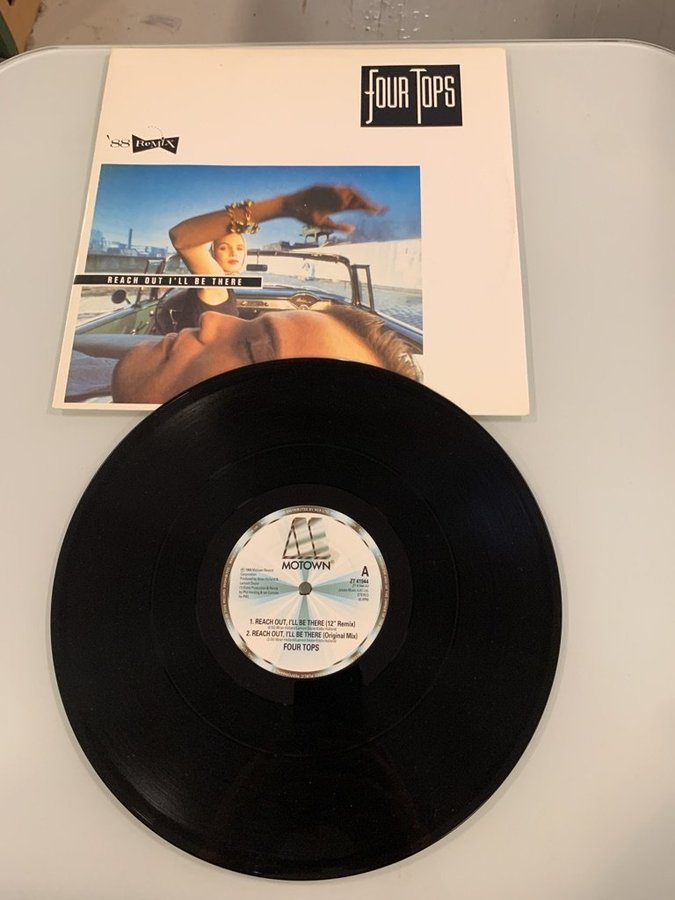 FOUR TOPS
'88 REMIX
REACH OUT I'LL BE THERE
MOTOWN
A
ZT 41944
1. REACH OUT, I'LL BE THERE (12" Remix)
2. REACH OUT, I'LL BE THERE (Original Mix)
FOUR TOPS